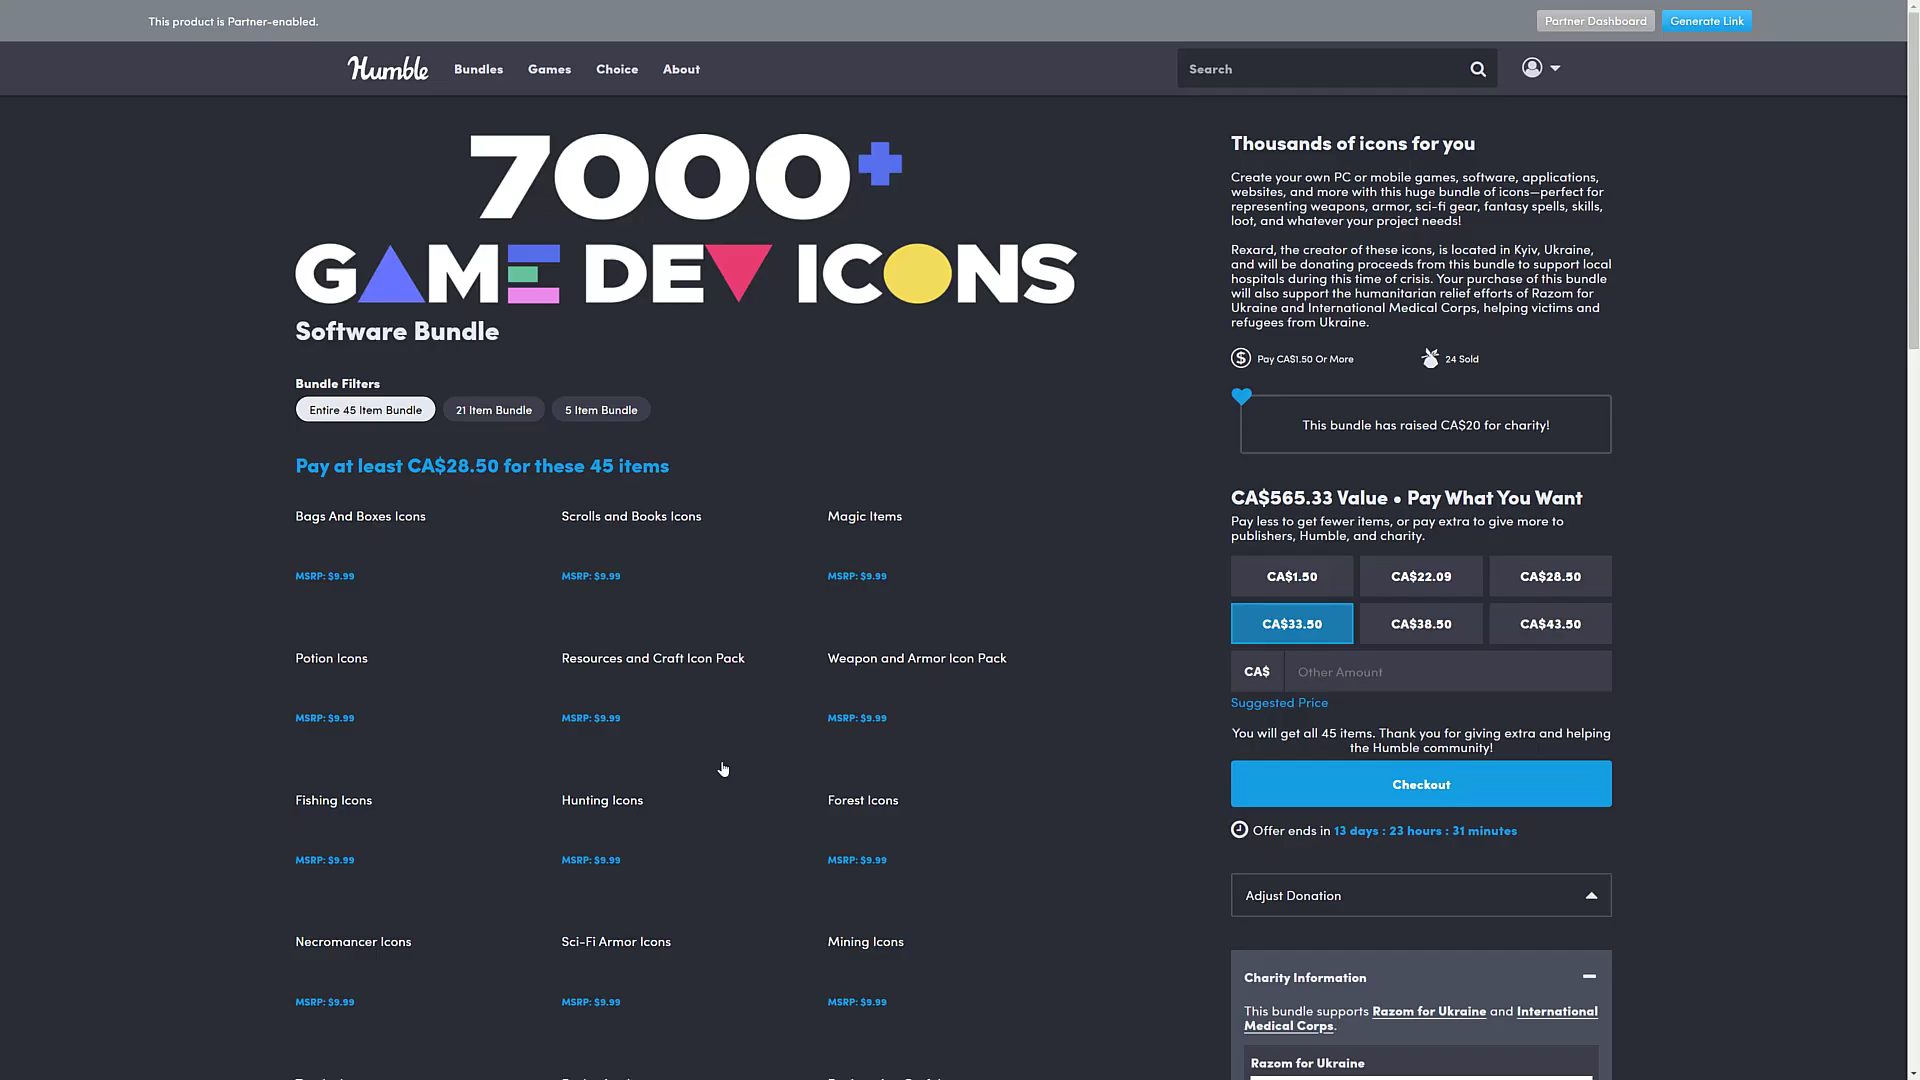 This product is Partner-enabled.
Partner Dashboard
Generate Link
Humble
Bundles
Games
Choice
About
Search
7000+
GAME DEV ICONS
Software Bundle
Bundle Filters
Entire 45 Item Bundle
21 Item Bundle
5 Item Bundle
Pay at least CA$28.50 for these 45 items
Bags And Boxes Icons
Scrolls and Books Icons
Magic Items
MSRP: $9.99
MSRP: $9.99
MSRP: $9.99
Potion Icons
Resources and Craft Icon Pack
Weapon and Armor Icon Pack
MSRP: $9.99
MSRP: $9.99
MSRP: $9.99
Fishing Icons
Hunting Icons
Forest Icons
MSRP: $9.99
MSRP: $9.99
MSRP: $9.99
Necromancer Icons
Sci-Fi Armor Icons
Mining Icons
MSRP: $9.99
MSRP: $9.99
MSRP: $9.99
Thousands of icons for you
Create your own PC or mobile games, software, applications,
websites, and more with this huge bundle of icons—perfect for
representing weapons, armor, sci-fi gear, fantasy spells, skills,
loot, and whatever your project needs!
Rexard, the creator of these icons, is located in Kyiv, Ukraine,
and will be donating proceeds from this bundle to support local
hospitals during this time of crisis. Your purchase of this bundle
will also support the humanitarian relief efforts of Razom for
Ukraine and International Medical Corps, helping victims and
refugees from Ukraine.
Pay CA$1.50 Or More
24 Sold
This bundle has raised CA$20 for charity!
CA$565.33 Value • Pay What You Want
Pay less to get fewer items, or pay extra to give more to
publishers, Humble, and charity.
CA$1.50
CA$22.09
CA$28.50
CA$33.50
CA$38.50
CA$43.50
CA$
Other Amount
Suggested Price
You will get all 45 items. Thank you for giving extra and helping
the Humble community!
Checkout
Offer ends in 13 days : 23 hours : 31 minutes
Adjust Donation
Charity Information
This bundle supports Razom for Ukraine and International
Medical Corps.
Razom for Ukraine